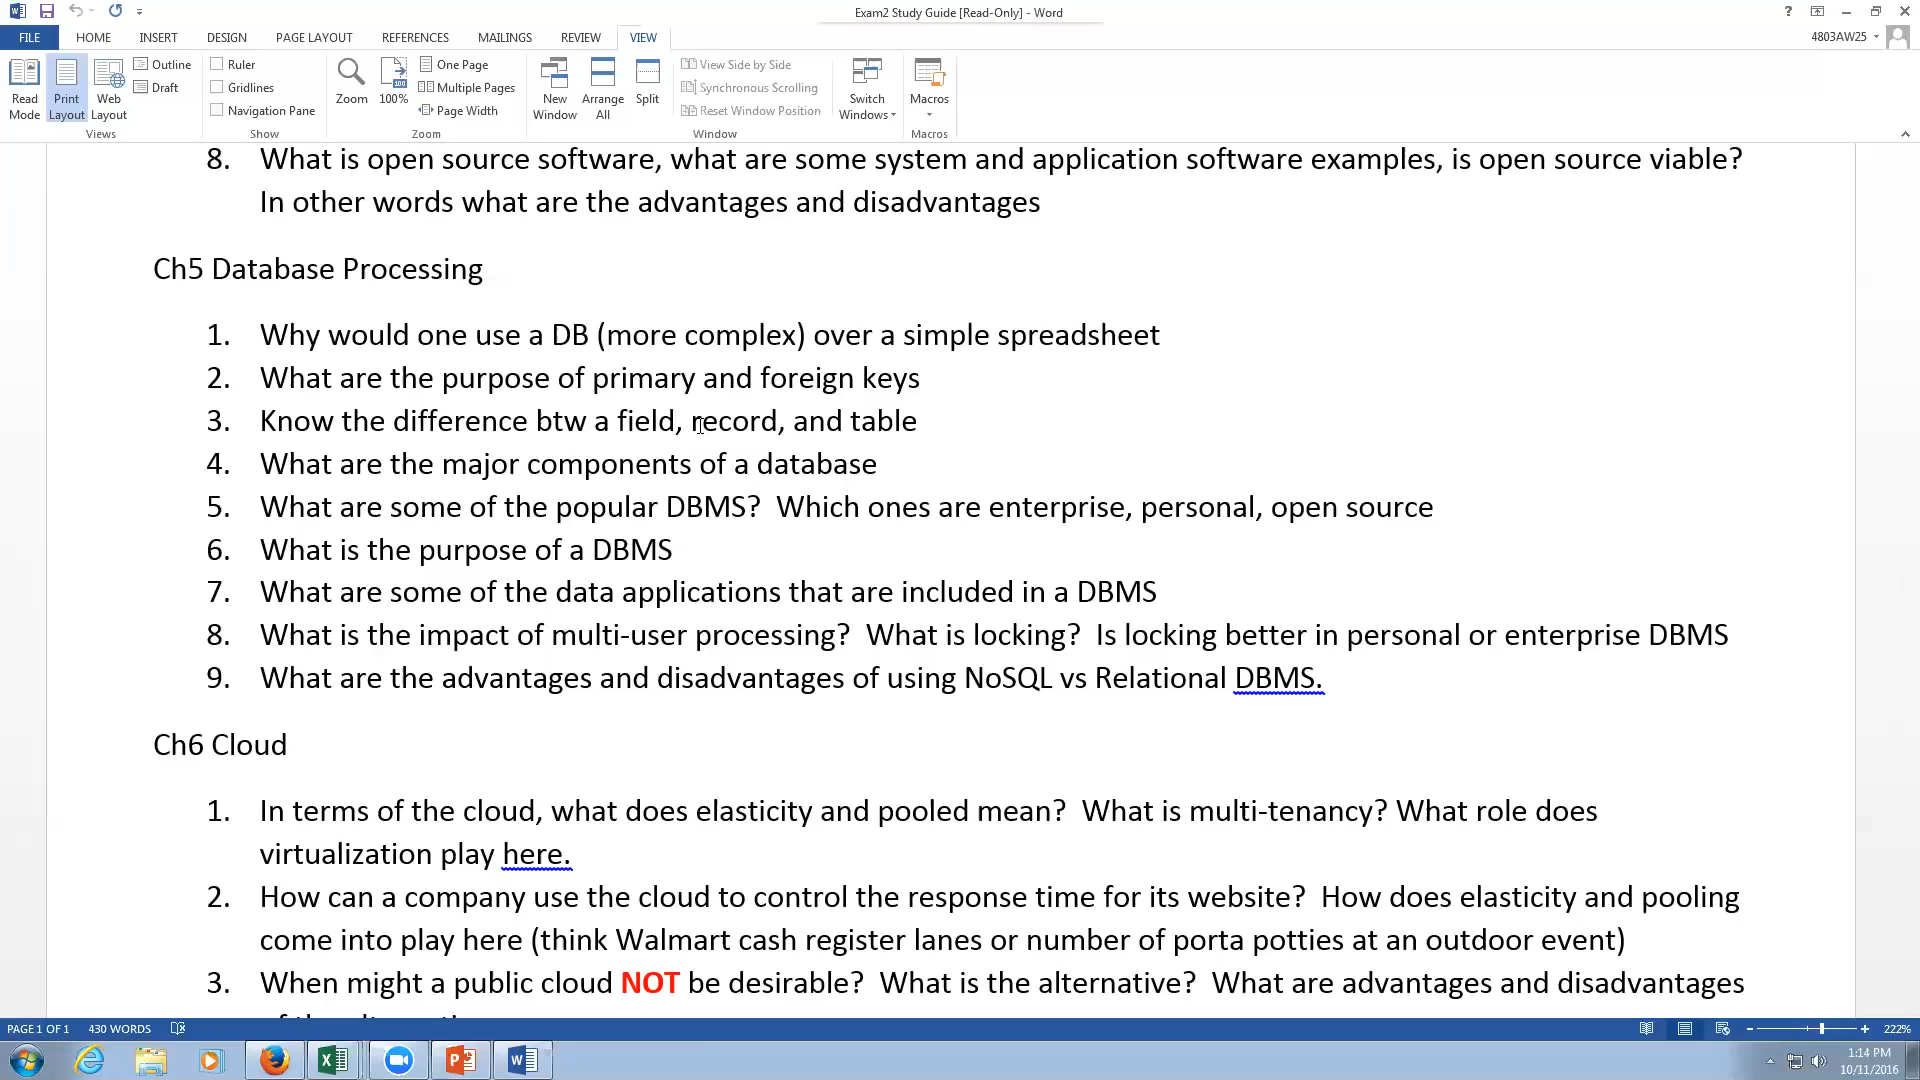 Exam2 Study Guide [Read-Only] - Word
?
FILE HOME INSERT DESIGN PAGE LAYOUT REFERENCES MAILINGS REVIEW VIEW
4803AW25
Read Mode
Print Layout
Web Layout
Outline
Draft
Views
Ruler
Gridlines
Navigation Pane
Show
Zoom
100
100%
One Page
Multiple Pages
Page Width
Zoom
New Window
Arrange All
Split
View Side by Side
Synchronous Scrolling
Reset Window Position
Window
Switch Windows
Macros
Macros
8. What is open source software, what are some system and application software examples, is open source viable?
In other words what are the advantages and disadvantages
Ch5 Database Processing
1. Why would one use a DB (more complex) over a simple spreadsheet
2. What are the purpose of primary and foreign keys
3. Know the difference btw a field, record, and table
4. What are the major components of a database
5. What are some of the popular DBMS? Which ones are enterprise, personal, open source
6. What is the purpose of a DBMS
7. What are some of the data applications that are included in a DBMS
8. What is the impact of multi-user processing? What is locking? Is locking better in personal or enterprise DBMS
9. What are the advantages and disadvantages of using NoSQL vs Relational DBMS.
Ch6 Cloud
1. In terms of the cloud, what does elasticity and pooled mean? What is multi-tenancy? What role does
virtualization play here.
2. How can a company use the cloud to control the response time for its website? How does elasticity and pooling
come into play here (think Walmart cash register lanes or number of porta potties at an outdoor event)
3. When might a public cloud NOT be desirable? What is the alternative? What are advantages and disadvantages
PAGE 1 OF 1 430 WORDS
222%
1:14 PM
10/11/2016